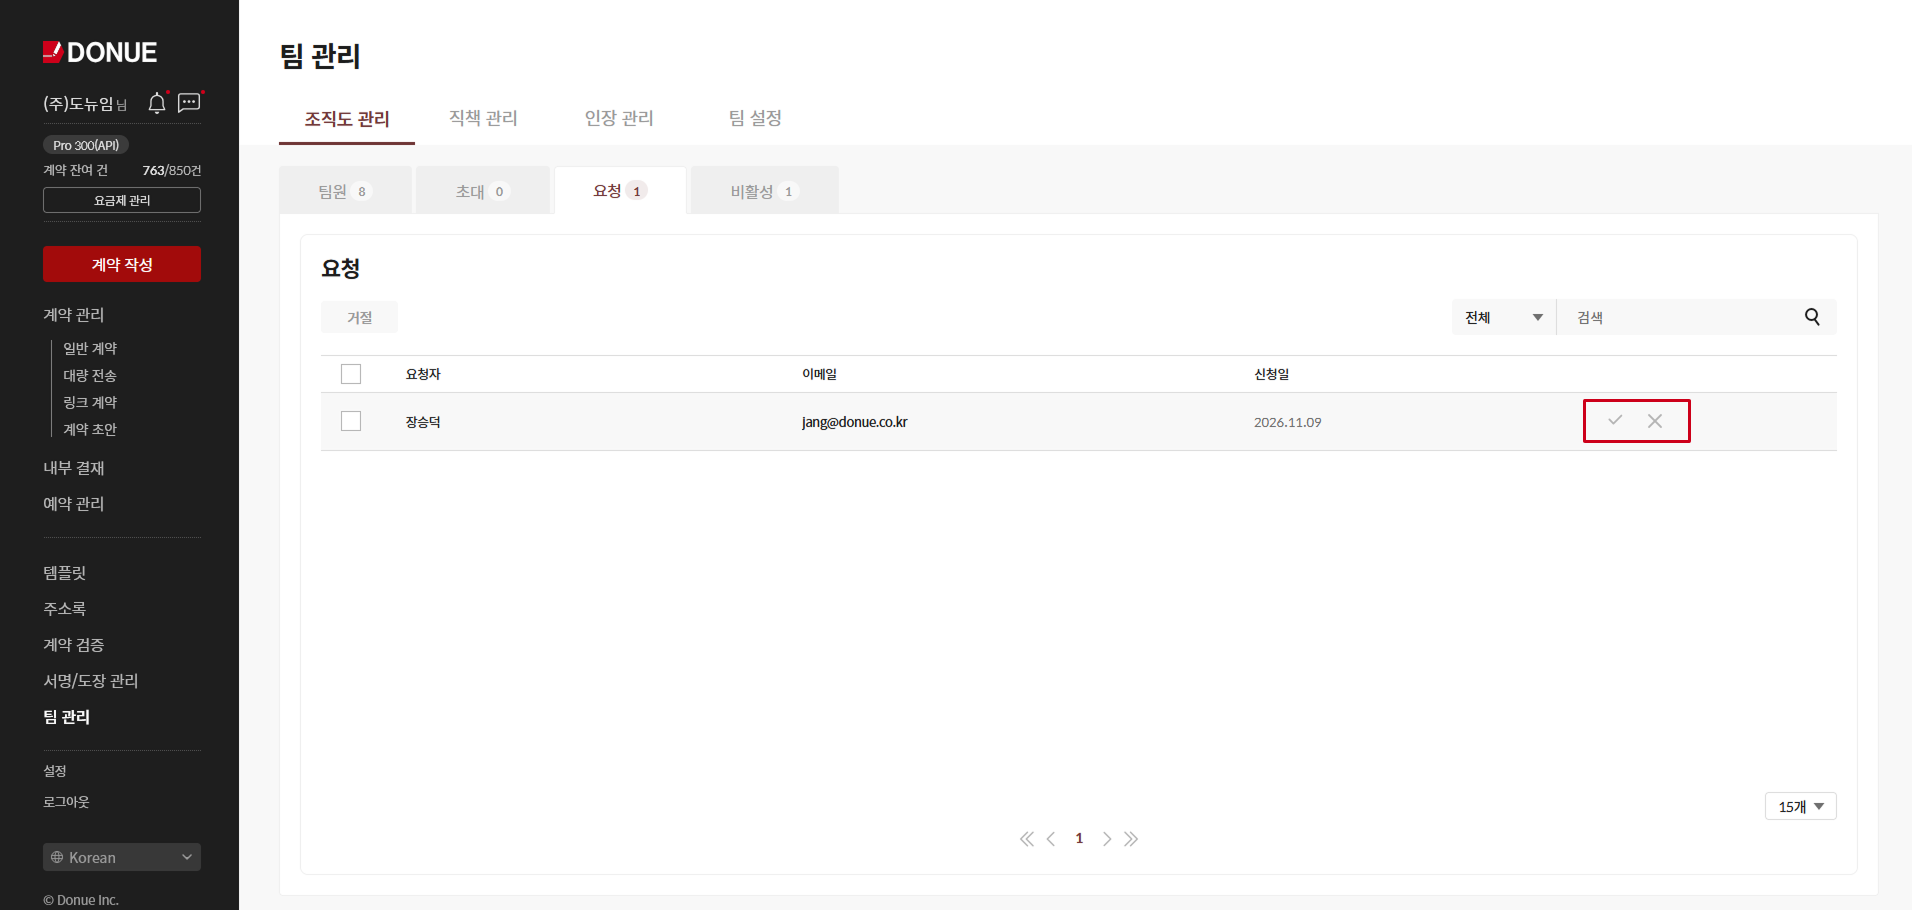 DONUE
(주)도뉴임 님
Pro 300(API)
계약 잔여 건 763/850건
요금제 관리
계약 작성
계약 관리
일반 계약
대량 전송
링크 계약
계약 초안
내부 결재
예약 관리
템플릿
주소록
계약 검증
서명/도장 관리
팀 관리
설정
로그아웃
Korean
© Donue Inc.
팀 관리
조직도 관리 직책 관리 인장 관리 팀 설정
팀원 8 초대 0 요청 1 비활성 1
요청
거절 전체 검색
요청자 이메일 신청일
장승덕 jang@donue.co.kr 2026.11.09
15개
1